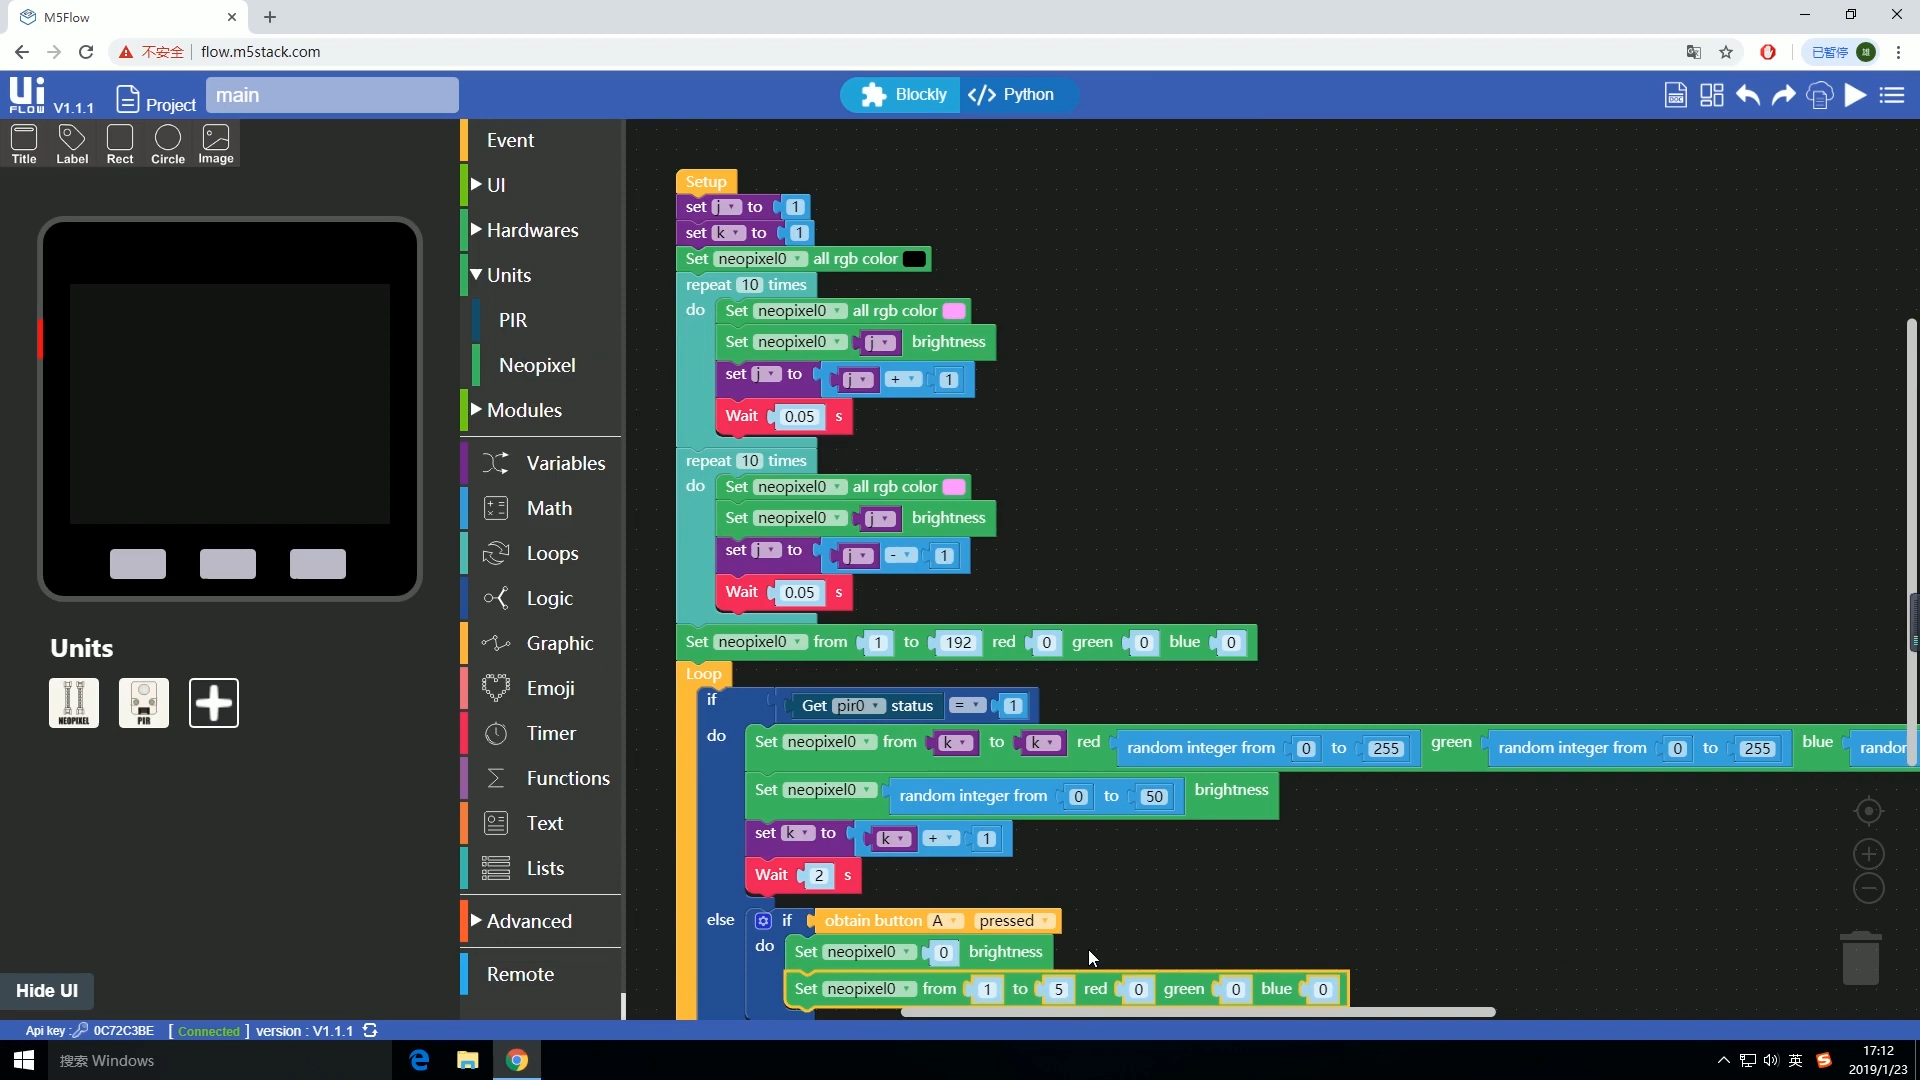 M5Flow
不安全 flow.m5stack.com 已暂停 雄
Ui FLOW V1.1.1 Project main Blockly </> Python
DOC
Title Label Rect Circle Image
Event
UI
Hardwares
Units
PIR
Neopixel
Modules
Variables
Math
Loops
Logic
Graphic
Emoji
Timer
Functions
Text
Lists
Advanced
Remote
Units
NEOPIXEL PIR
Hide UI
Setup
set j to 1
set k to 1
Set neopixel0 all rgb color
repeat 10 times
do Set neopixel0 all rgb color
Set neopixel0 j brightness
set j to j + 1
Wait 0.05 s
repeat 10 times
do Set neopixel0 all rgb color
Set neopixel0 j brightness
set j to j - 1
Wait 0.05 s
Set neopixel0 from 1 to 192 red 0 green 0 blue 0
Loop
if Get pir0 status = 1
do Set neopixel0 from k to k red random integer from 0 to 255 green random integer from 0 to 255 blue randor
Set neopixel0 random integer from 0 to 50 brightness
set k to k + 1
Wait 2 s
else if obtain button A pressed
do Set neopixel0 0 brightness
Set neopixel0 from 1 to 5 red 0 green 0 blue 0
Api key : 0C72C3BE [ Connected ] version : V1.1.1
搜索 Windows
英
17:12
2019/1/23